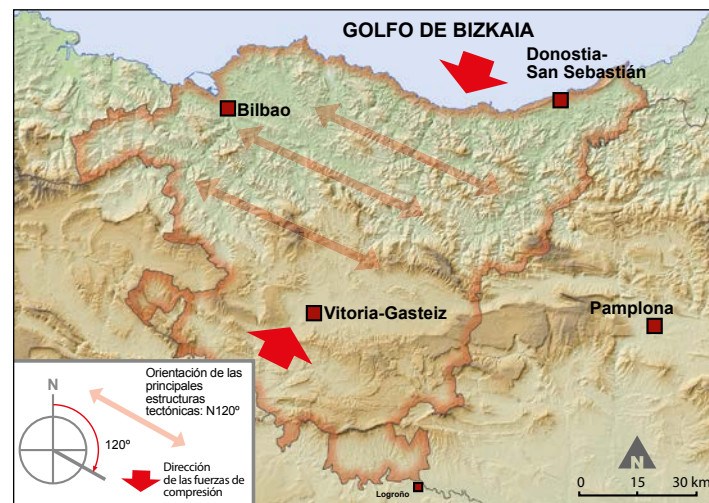 GOLFO DE BIZKAIA
Donostia-
San Sebastián
Bilbao
Vitoria-Gasteiz
Pamplona
Logroño
Orientación de las
principales
estructuras
tectónicas: N120º
N
120º
Dirección
de las fuerzas de
compresión
N
0 15 30 km